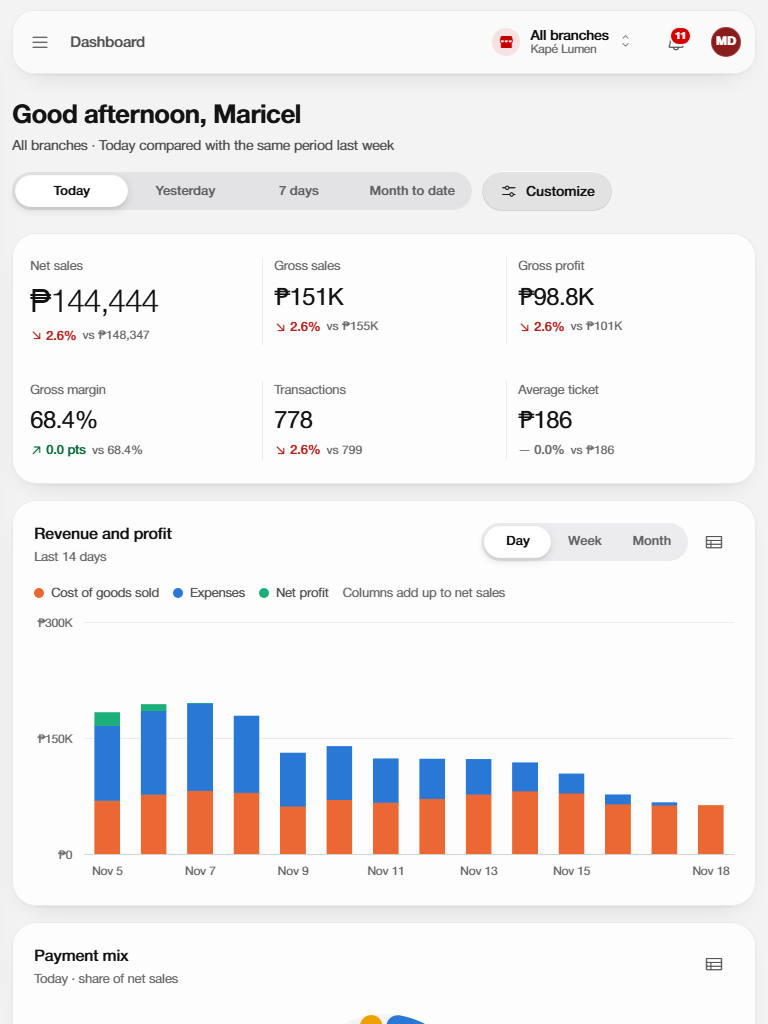 Dashboard
All branches
Kapé Lumen
11
MD
Good afternoon, Maricel
All branches · Today compared with the same period last week
Today
Yesterday
7 days
Month to date
Customize
Net sales
₱144,444
2.6% vs ₱148,347
Gross sales
₱151K
2.6% vs ₱155K
Gross profit
₱98.8K
2.6% vs ₱101K
Gross margin
68.4%
0.0 pts vs 68.4%
Transactions
778
2.6% vs 799
Average ticket
₱186
— 0.0% vs ₱186
Revenue and profit
Last 14 days
Day
Week
Month
Cost of goods sold
Expenses
Net profit
Columns add up to net sales
₱300K
₱150K
₱0
Nov 5
Nov 7
Nov 9
Nov 11
Nov 13
Nov 15
Nov 18
Payment mix
Today · share of net sales